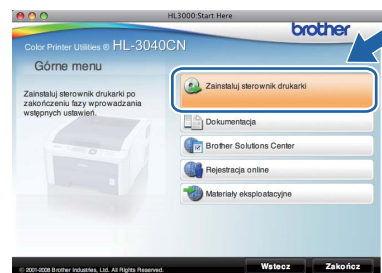 HL3000:Start Here
brother
Color Printer Utilities ® HL-3040CN
Górne menu
Zainstaluj sterownik drukarki po
zakończeniu fazy wprowadzania
wstępnych ustawień.
Zainstaluj sterownik drukarki
Dokumentacja
Brother Solutions Center
Rejestracja online
Materiały eksploatacyjne
© 2001-2008 Brother Industries, Ltd. All Rights Reserved.
Wstecz
Zakończ